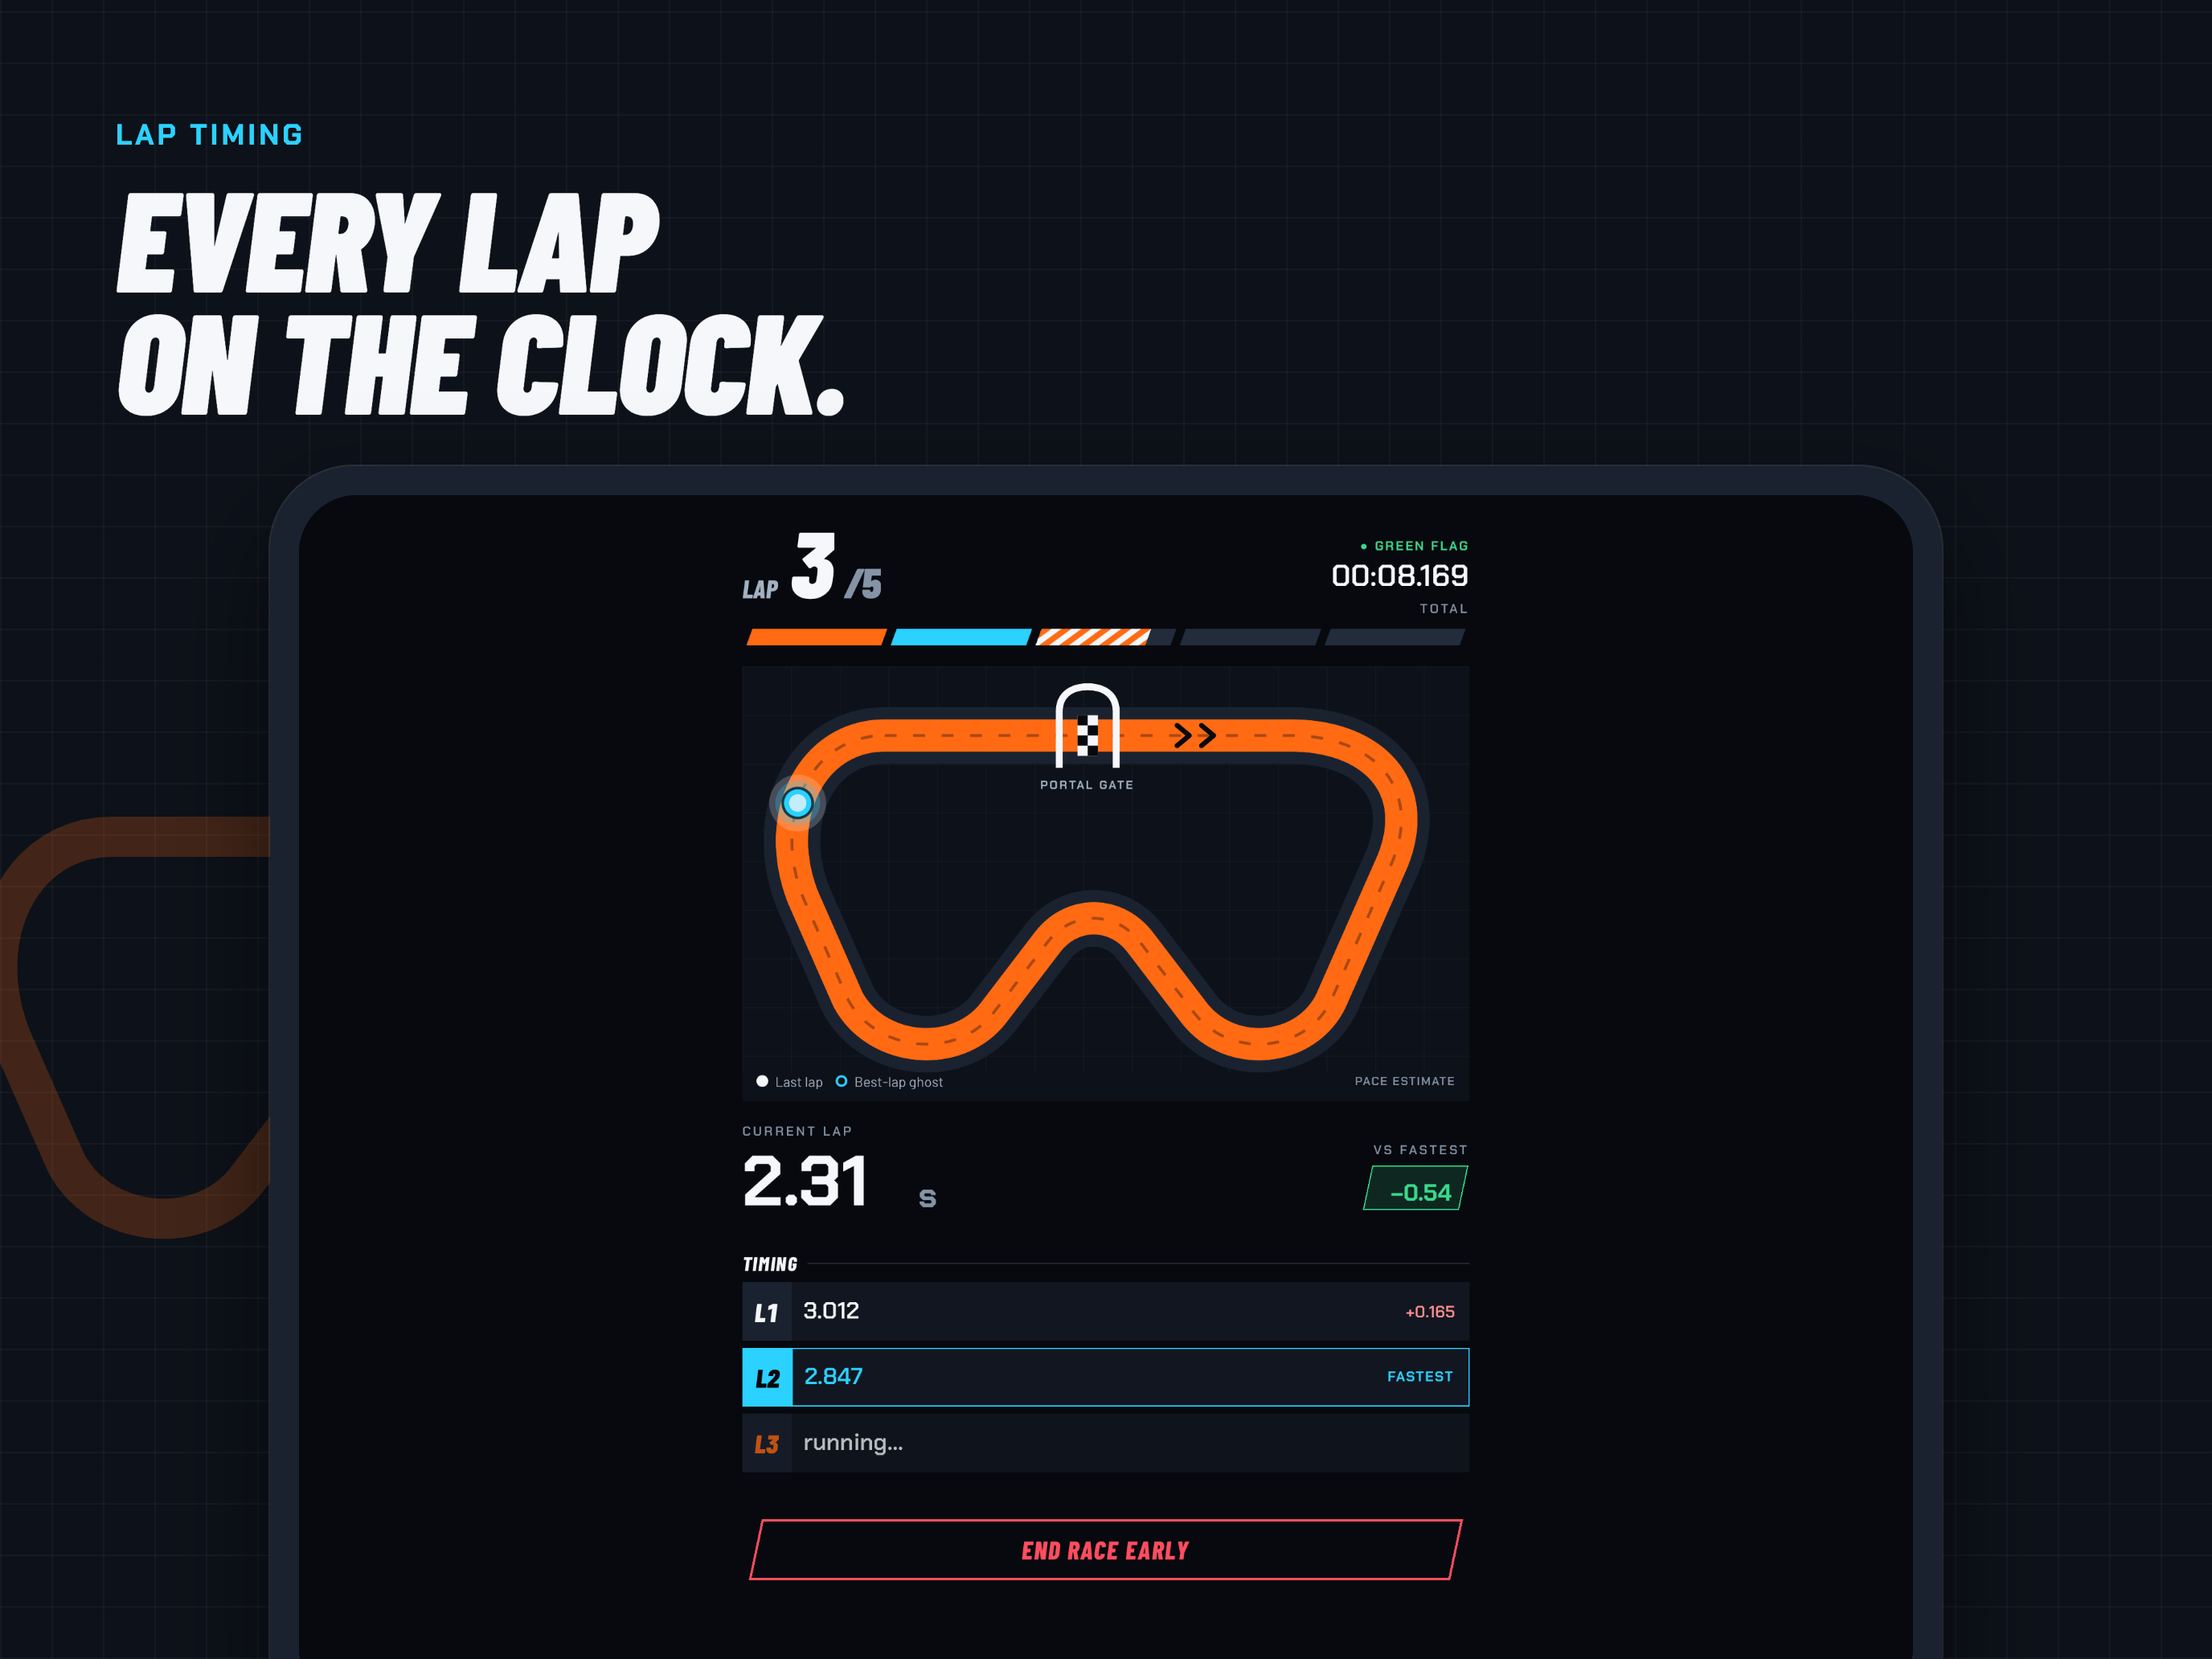 LAP TIMING
EVERY LAP
ON THE CLOCK.
LAP 3 /5
GREEN FLAG
00:08.169
TOTAL
PORTAL GATE
Last lap
Best-lap ghost
PACE ESTIMATE
CURRENT LAP
2.31 s
VS FASTEST
−0.54
TIMING
L1 3.012 +0.165
L2 2.847 FASTEST
L3 running...
END RACE EARLY